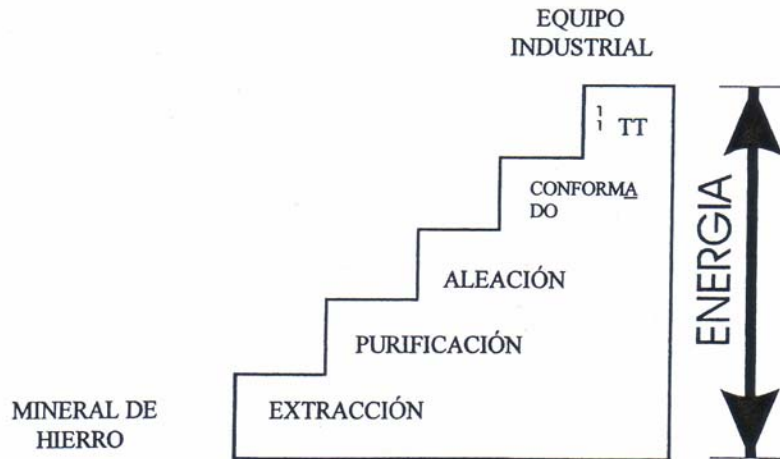 EQUIPO
INDUSTRIAL
TT
CONFORMA
DO
ENERGIA
ALEACIÓN
PURIFICACIÓN
MINERAL DE
HIERRO
EXTRACCIÓN